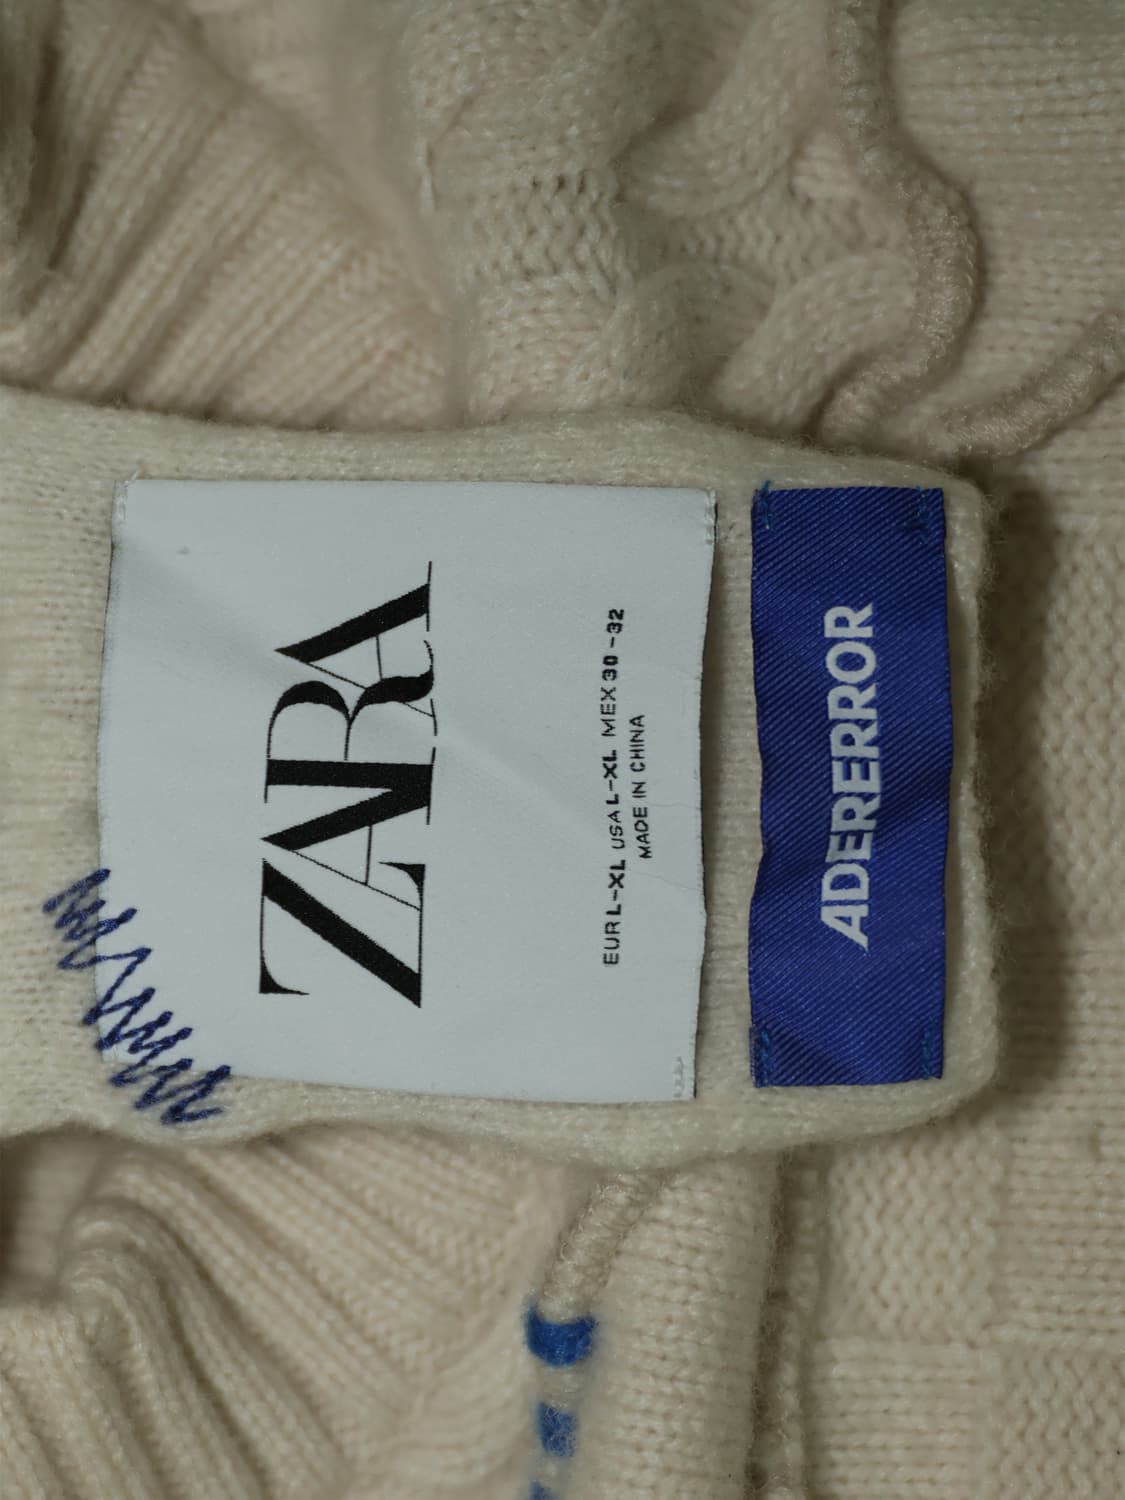 ZARA
EUR L-XL USA L-XL MEX 30-32
MADE IN CHINA
ADERERROR